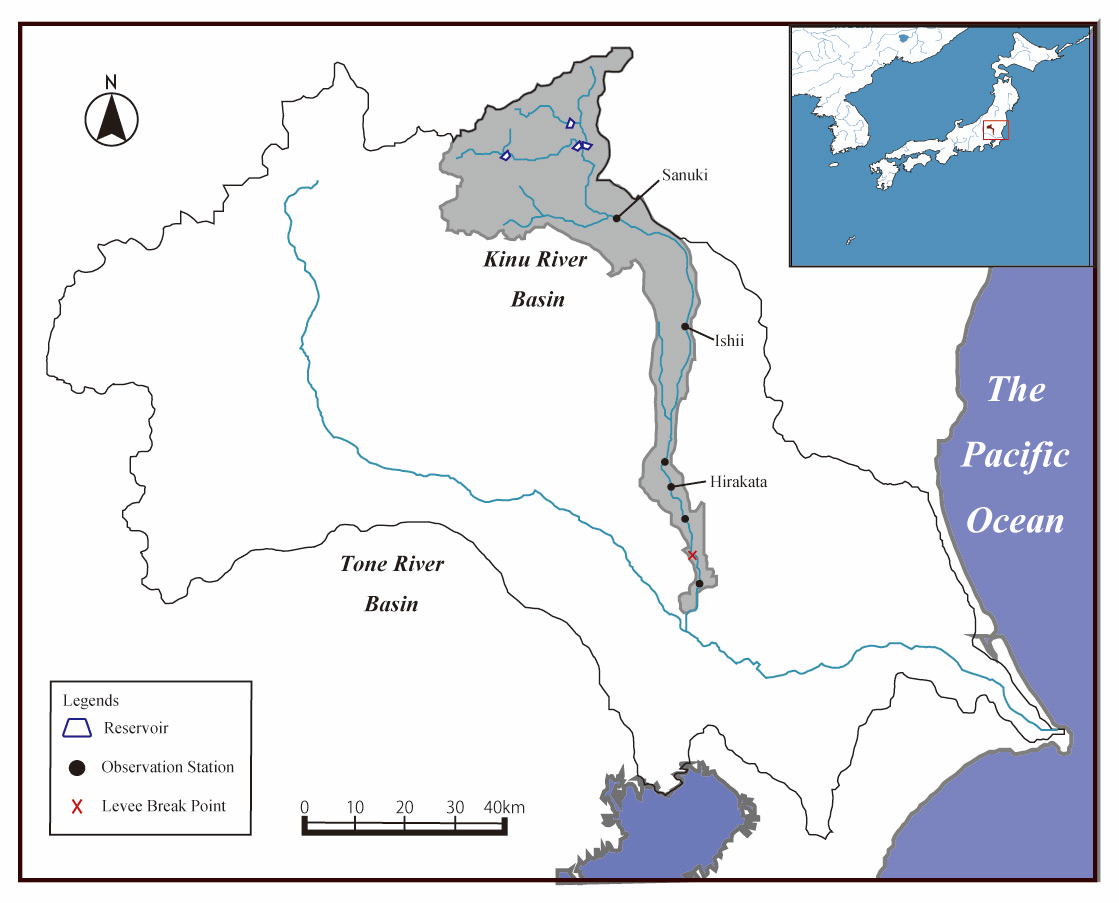 N
Sanuki
Kinu River
Basin
Ishii
The
Pacific
Ocean
Hirakata
Tone River
Basin
Legends
Reservoir
Observation Station
Levee Break Point
0 10 20 30 40km